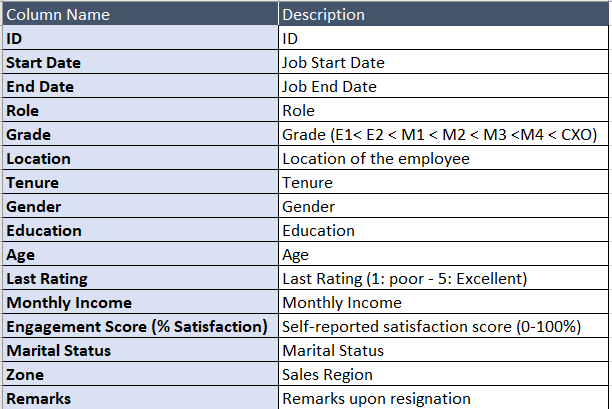 Column Name Description
ID ID
Start Date Job Start Date
End Date Job End Date
Role Role
Grade Grade (E1< E2 < M1 < M2 < M3 <M4 < CXO)
Location Location of the employee
Tenure Tenure
Gender Gender
Education Education
Age Age
Last Rating Last Rating (1: poor - 5: Excellent)
Monthly Income Monthly Income
Engagement Score (% Satisfaction) Self-reported satisfaction score (0-100%)
Marital Status Marital Status
Zone Sales Region
Remarks Remarks upon resignation